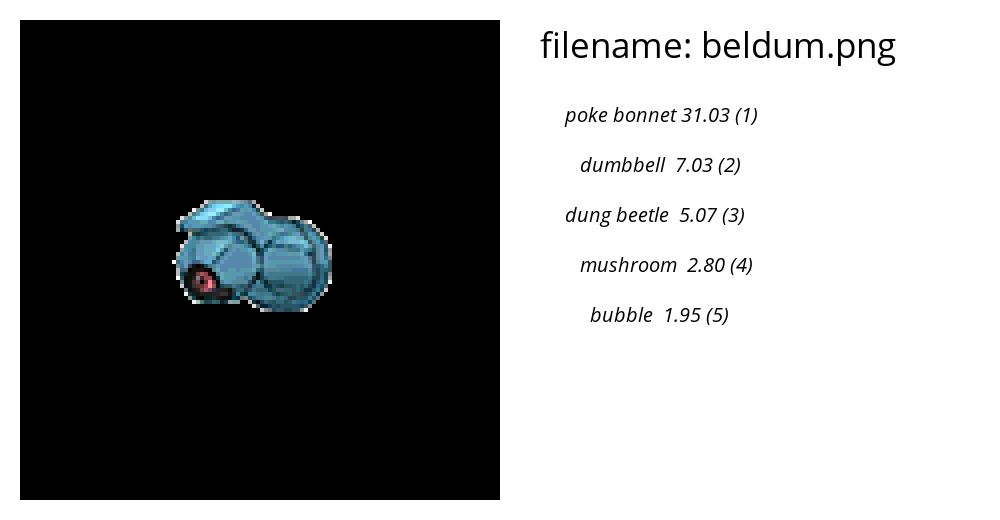 filename: beldum.png
poke bonnet 31.03 (1)
dumbbell 7.03 (2)
dung beetle 5.07 (3)
mushroom 2.80 (4)
bubble 1.95 (5)